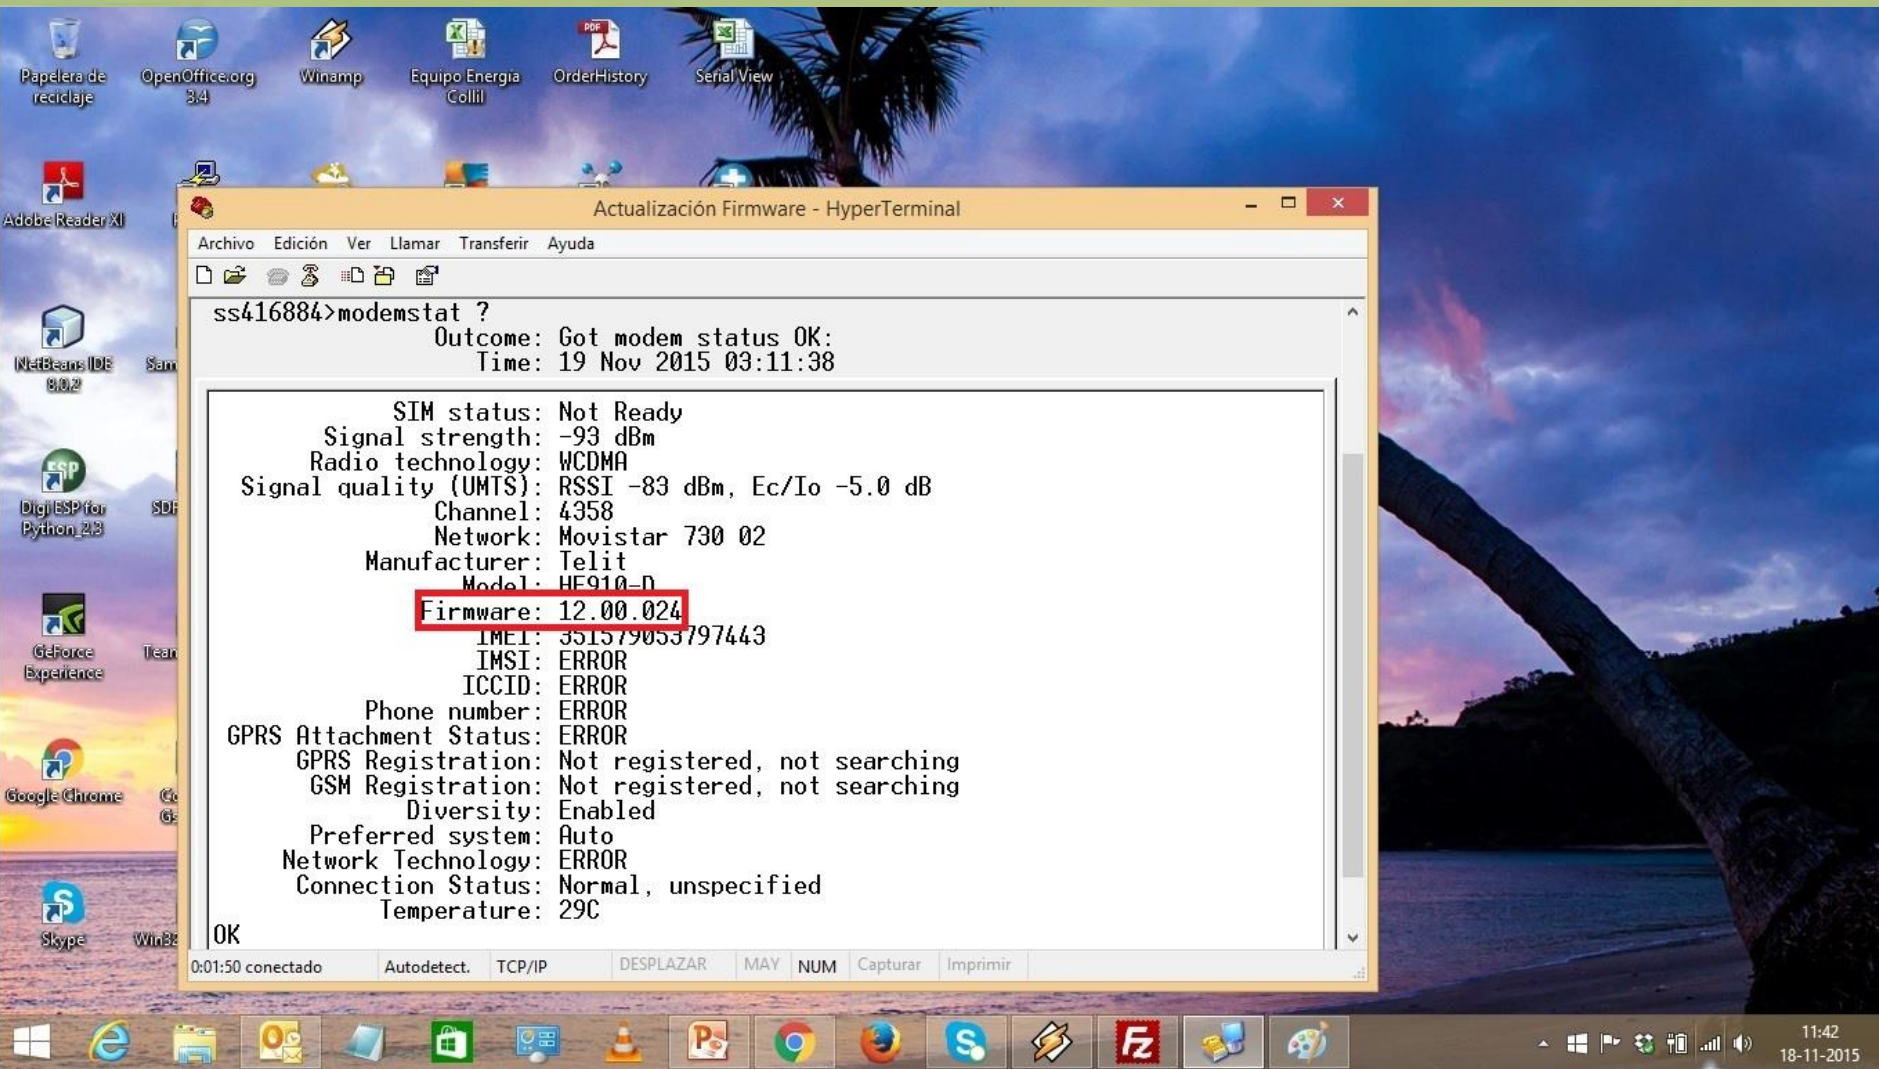 Papelera de
reciclaje
OpenOffice.org
3.4
Winamp
Equipo Energia
Collil
OrderHistory
Serial View
Adobe Reader XI
NetBeans IDE
8.0.2
Sam
Digi ESP for
Python_2.3
SDF
GeForce
Experience
Team
Google Chrome
Skype
Win32
Actualización Firmware - HyperTerminal
Archivo Edición Ver Llamar Transferir Ayuda
ss416884>modemstat ?
Outcome: Got modem status OK:
Time: 19 Nov 2015 03:11:38
SIM status: Not Ready
Signal strength: -93 dBm
Radio technology: WCDMA
Signal quality (UMTS): RSSI -83 dBm, Ec/Io -5.0 dB
Channel: 4358
Network: Movistar 730 02
Manufacturer: Telit
Model: HE910-D
Firmware: 12.00.024
IMEI: 351579053797443
IMSI: ERROR
ICCID: ERROR
Phone number: ERROR
GPRS Attachment Status: ERROR
GPRS Registration: Not registered, not searching
GSM Registration: Not registered, not searching
Diversity: Enabled
Preferred system: Auto
Network Technology: ERROR
Connection Status: Normal, unspecified
Temperature: 29C
OK
0:01:50 conectado Autodetect. TCP/IP DESPLAZAR MAY NUM Capturar Imprimir
11:42
18-11-2015